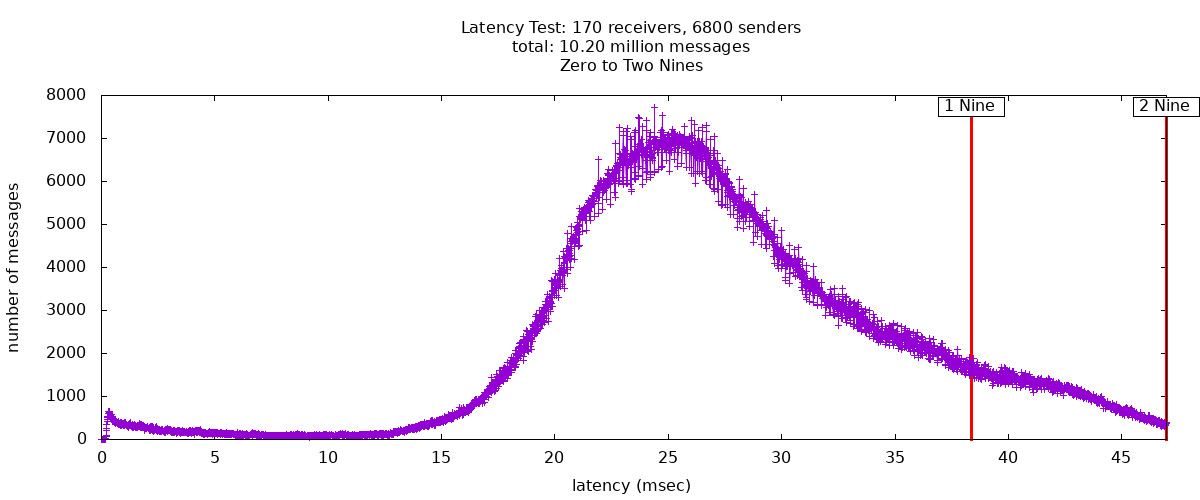 Latency Test: 170 receivers, 6800 senders
total: 10.20 million messages
Zero to Two Nines
1 Nine
2 Nine
8000
7000
6000
5000
4000
3000
2000
1000
0
number of messages
0 5 10 15 20 25 30 35 40 45
latency (msec)